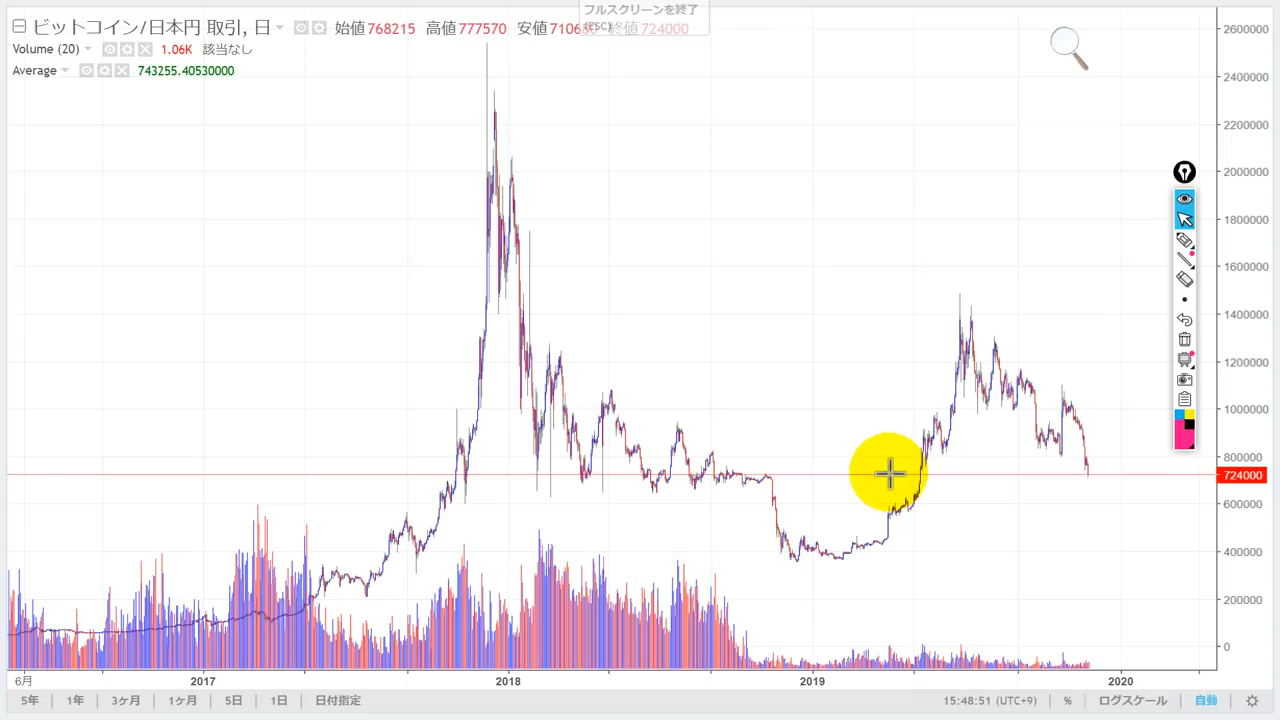 フルスクリーンを終了
(ESC)
ビットコイン/日本円 取引, 日 始値768215 高値777570 安値7106 終値724000
Volume (20) 1.06K 該当なし
Average 743255.40530000
2600000
2400000
2200000
2000000
1800000
1600000
1400000
1200000
1000000
800000
724000
600000
400000
200000
0
6月 2017 2018 2019 2020
5年 1年 3ヶ月 1ヶ月 5日 1日 日付指定 15:48:51 (UTC+9) % ログスケール 自動